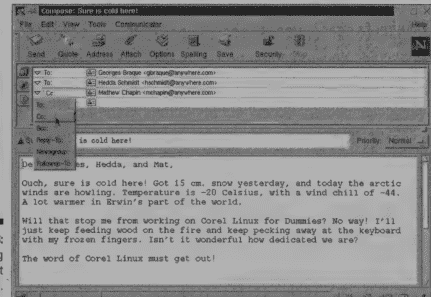 Compose: Sure is cold here!
File Edit View Tools Communicator Help
Send Quote Address Attach Options Spelling Save Security Stop
To: Georges Braque <gbraque@anywhere.com>
To: Hedda Schmidt <hschmidt@anywhere.com>
Cc: Mathew Chapin <mchapin@anywhere.com>
To:
Cc:
Bcc:
Reply-To:
Newsgroup:
Followup-To:
is cold here! Priority: Normal
es, Hedda, and Mat,
Ouch, sure is cold here! Got 15 cm. snow yesterday, and today the arctic
winds are howling. Temperature is -20 Celsius, with a wind chill of -44.
A lot warmer in Erwin's part of the world.
Will that stop me from working on Corel Linux for Dummies? No way! I'll
just keep feeding wood on the fire and keep pecking away at the keyboard
with my frozen fingers. Isn't it wonderful how dedicated we are?
The word of Corel Linux must get out!